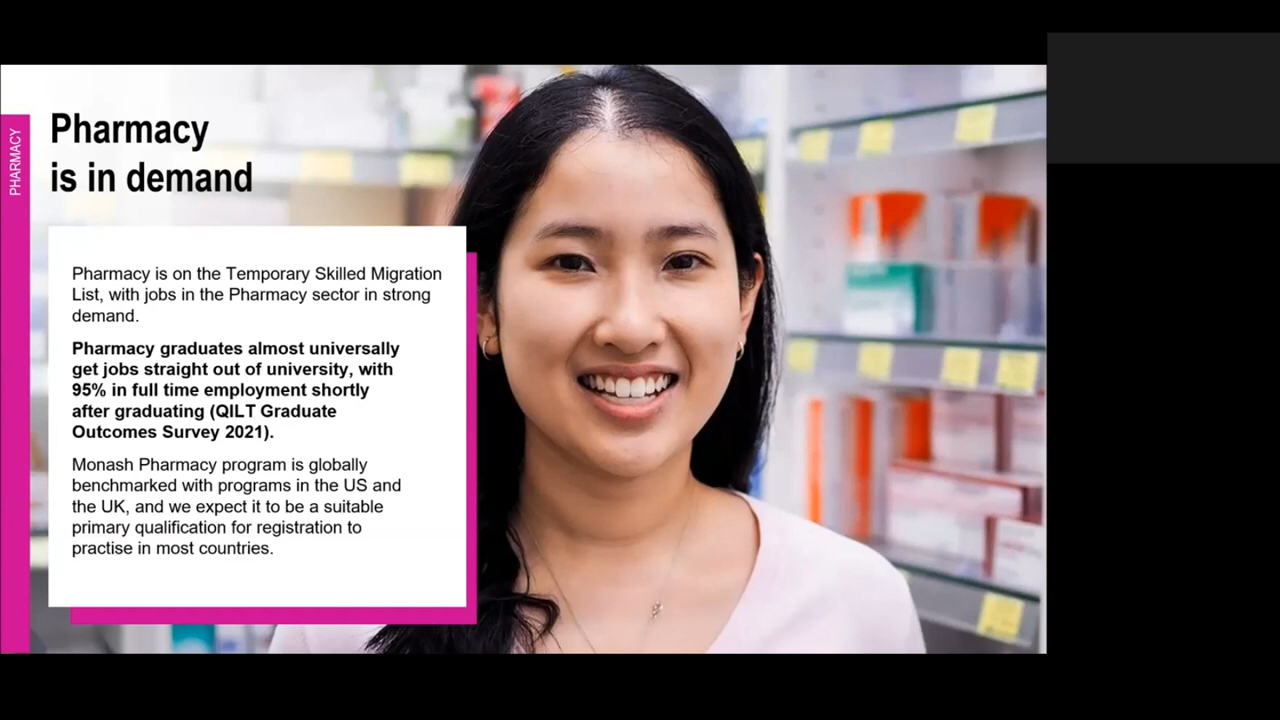 PHARMACY
Pharmacy
is in demand
Pharmacy is on the Temporary Skilled Migration
List, with jobs in the Pharmacy sector in strong
demand.
Pharmacy graduates almost universally
get jobs straight out of university, with
95% in full time employment shortly
after graduating (QILT Graduate
Outcomes Survey 2021).
Monash Pharmacy program is globally
benchmarked with programs in the US and
the UK, and we expect it to be a suitable
primary qualification for registration to
practise in most countries.